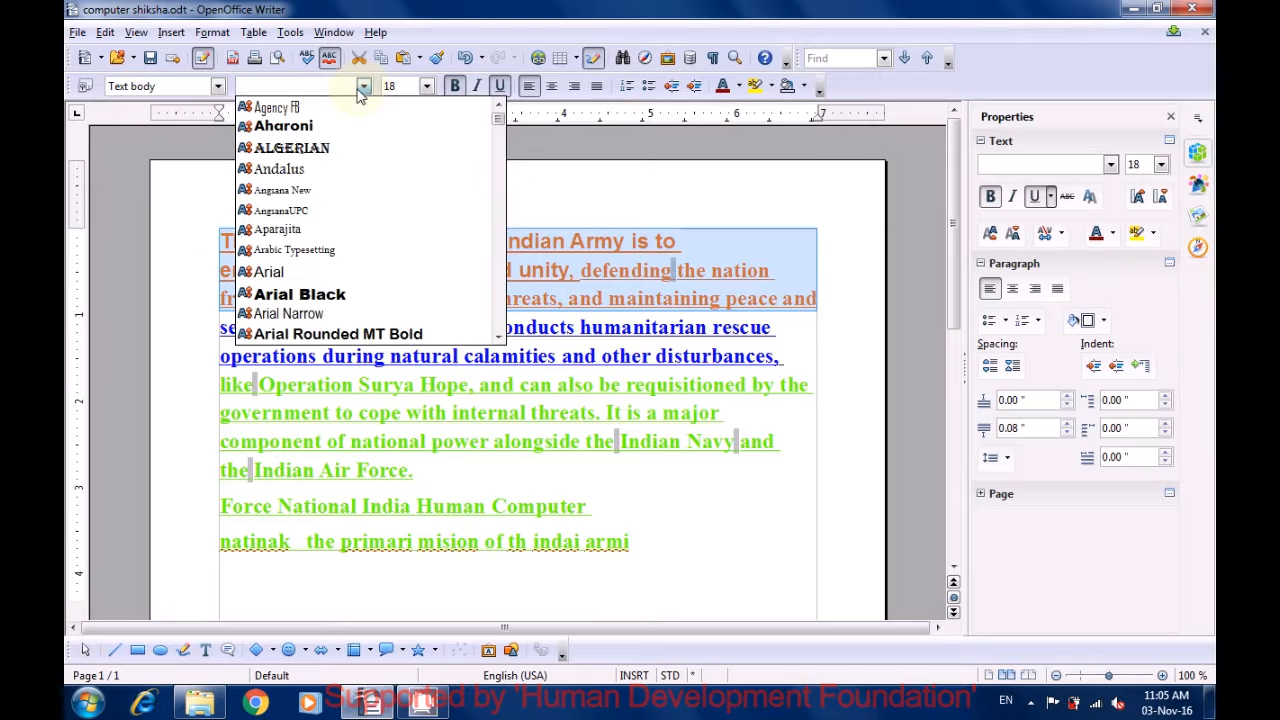 computer shiksha.odt - OpenOffice Writer
File Edit View Insert Format Table Tools Window Help
Find
Text body 18
Properties
Agency FB
Aharoni
ALGERIAN
Andalus
Angsana New
AngsanaUPC
Aparajita
Arabic Typesetting
Arial
Arial Black
Arial Narrow
Arial Rounded MT Bold
Indian Army is to
unity, defending the nation
threats, and maintaining peace and
conducts humanitarian rescue
operations during natural calamities and other disturbances,
like Operation Surya Hope, and can also be requisitioned by the
government to cope with internal threats. It is a major
component of national power alongside the Indian Navy and
the Indian Air Force.
Force National India Human Computer
natinak the primari mision of th indai armi
Text
18
Paragraph
Spacing: Indent:
0.00 " 0.00 "
0.08 " 0.00 "
0.00 "
Page
Page 1 / 1 Default English (USA) INSRT STD * 100 %
Supported by 'Human Development Foundation'
EN 11:05 AM
03-Nov-16